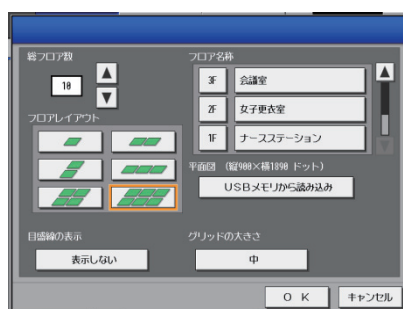 総フロア数
10
フロアレイアウト
目盛線の表示
表示しない
フロア名称
3F 会議室
2F 女子更衣室
1F ナースステーション
平面図 (縦900×横1890 ドット)
USBメモリから読み込み
グリッドの大きさ
中
OK キャンセル